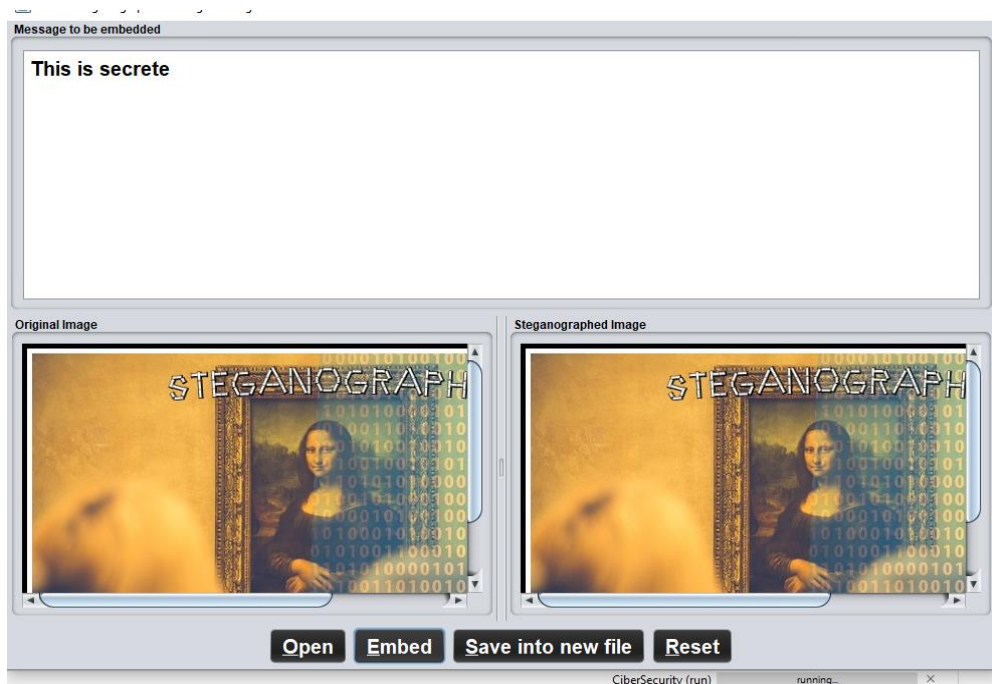 Message to be embedded
This is secrete
Original Image
Steganographed Image
STEGANOGRAPH
STEGANOGRAPH
Open Embed Save into new file Reset
CiberSecurity (run) running...